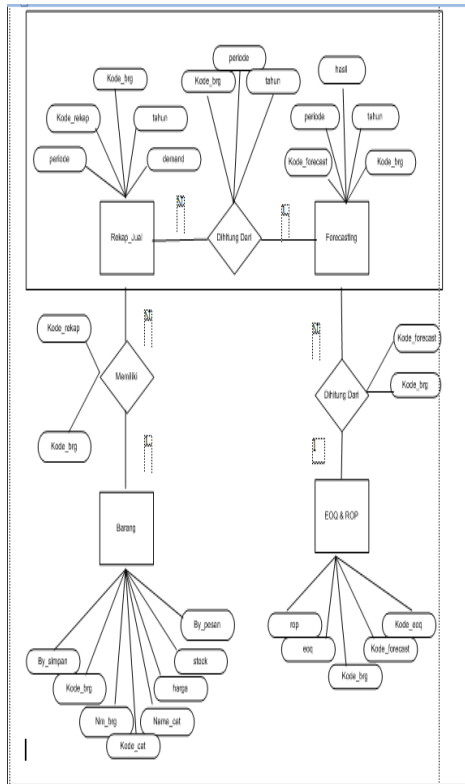 periode
Kode_brg
tahun
Kode_brg
Kode_rekap
tahun
periode
demand
hasil
periode
tahun
Kode_forecast
Kode_brg
Rekap_Jual
Dihitung Dari
Forecasting
Kode_rekap
Memiliki
Kode_brg
Kode_forecast
Dihitung Dari
Kode_brg
Barang
EOQ & ROP
By_pesan
By_simpan
stock
Kode_brg
harga
Nm_brg
Name_cat
Kode_cat
rop
Kode_eoq
eoq
Kode_forecast
Kode_brg